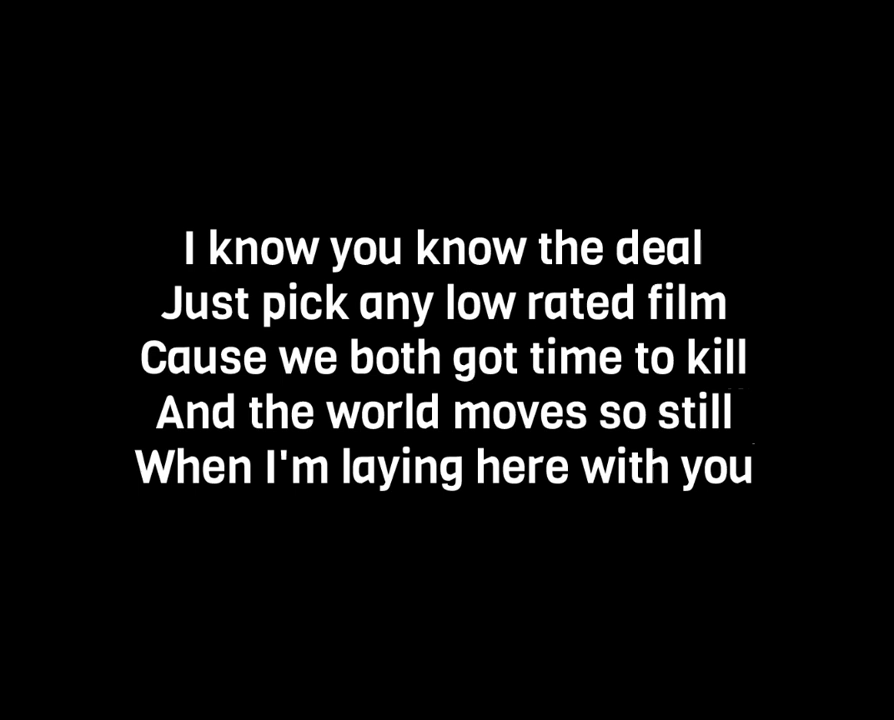 I know you know the deal
Just pick any low rated film
Cause we both got time to kill
And the world moves so still
When I'm laying here with you